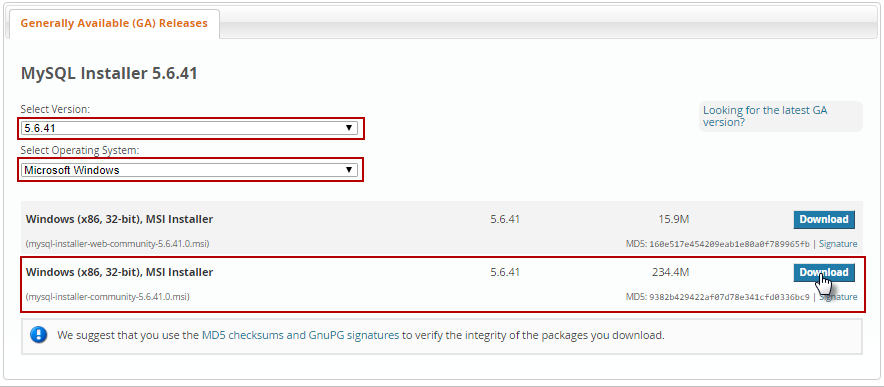 Generally Available (GA) Releases
MySQL Installer 5.6.41
Select Version:
5.6.41
Looking for the latest GA
version?
Select Operating System:
Microsoft Windows
Windows (x86, 32-bit), MSI Installer 5.6.41 15.9M Download
(mysql-installer-web-community-5.6.41.0.msi) MD5: 160e517e454209eab1e80a0f789965fb | Signature
Windows (x86, 32-bit), MSI Installer 5.6.41 234.4M Download
(mysql-installer-community-5.6.41.0.msi) MD5: 9382b429422af07d78e341cfd0336bc9 | Signature
We suggest that you use the MD5 checksums and GnuPG signatures to verify the integrity of the packages you download.